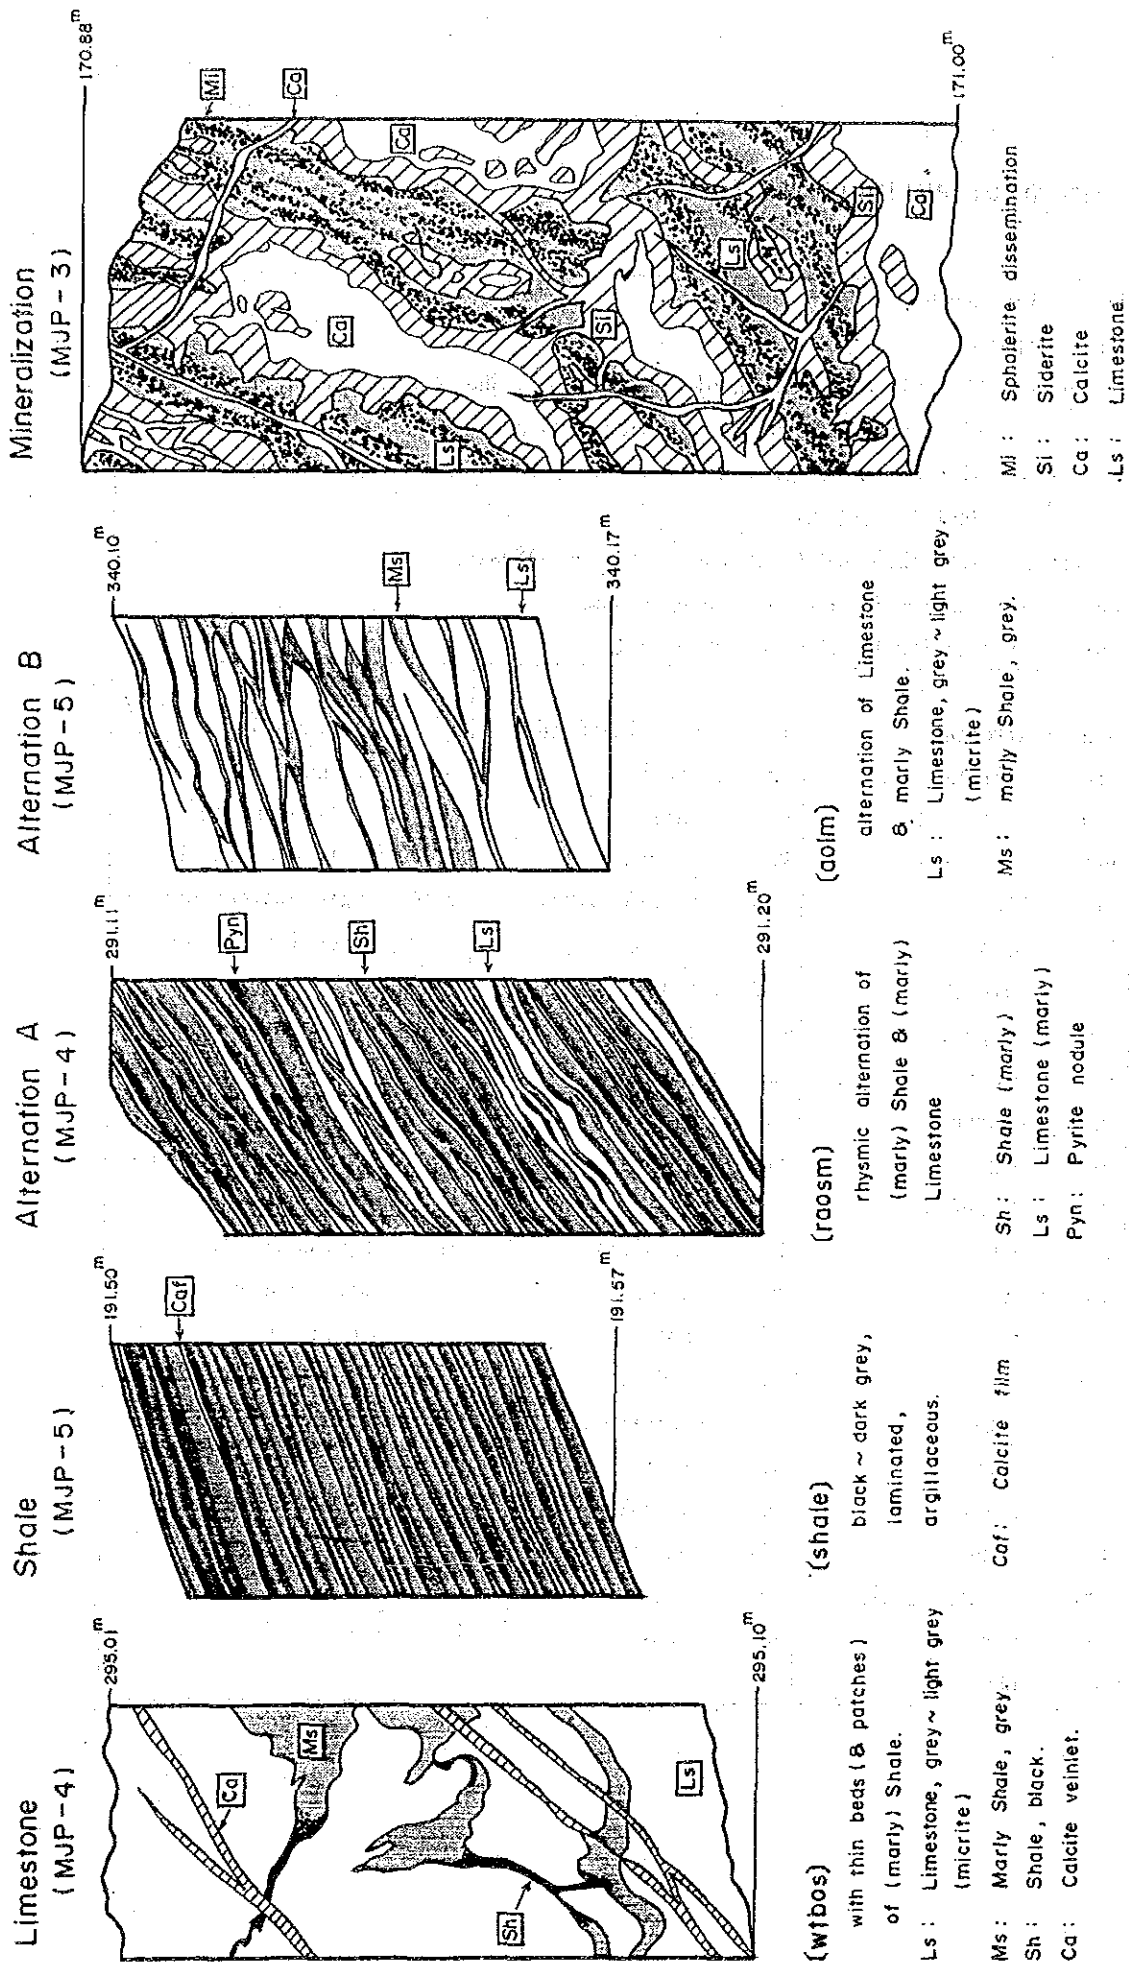 Limestone
(MJP-4)
295.01m
Ca
Ms
Sh
Ls
295.10m
(wtbos)
with thin beds (& patches)
of (marly) Shale.
Ls : Limestone, grey ~ light grey
(micrite)
Ms : Marly Shale, grey.
Sh : Shale, black.
Ca : Calcite veinlet.
Shale
(MJP-5)
191.50m
Caf
191.57m
(shale)
black ~ dark grey,
laminated,
argillaceous.
Caf: Calcite film
Alternation A
(MJP-4)
291.11m
Pyn
Sh
Ls
291.20m
(raosm)
rhysmic alternation of
(marly) Shale & (marly)
Limestone
Sh : Shale (marly)
Ls : Limestone (marly)
Pyn : Pyrite nodule
Alternation B
(MJP-5)
340.10m
Ms
Ls
340.17m
(aolm)
alternation of Limestone
& marly Shale.
Ls : Limestone, grey ~ light grey.
(micrite)
Ms : marly Shale, grey.
Mineralization
(MJP-3)
170.88m
Mi
Ca
Ca
Ca
Si
Ls
Ls
Si
Ca
171.00m
Mi : Sphalerite dissemination
Si : Siderite
Ca : Calcite
Ls : Limestone